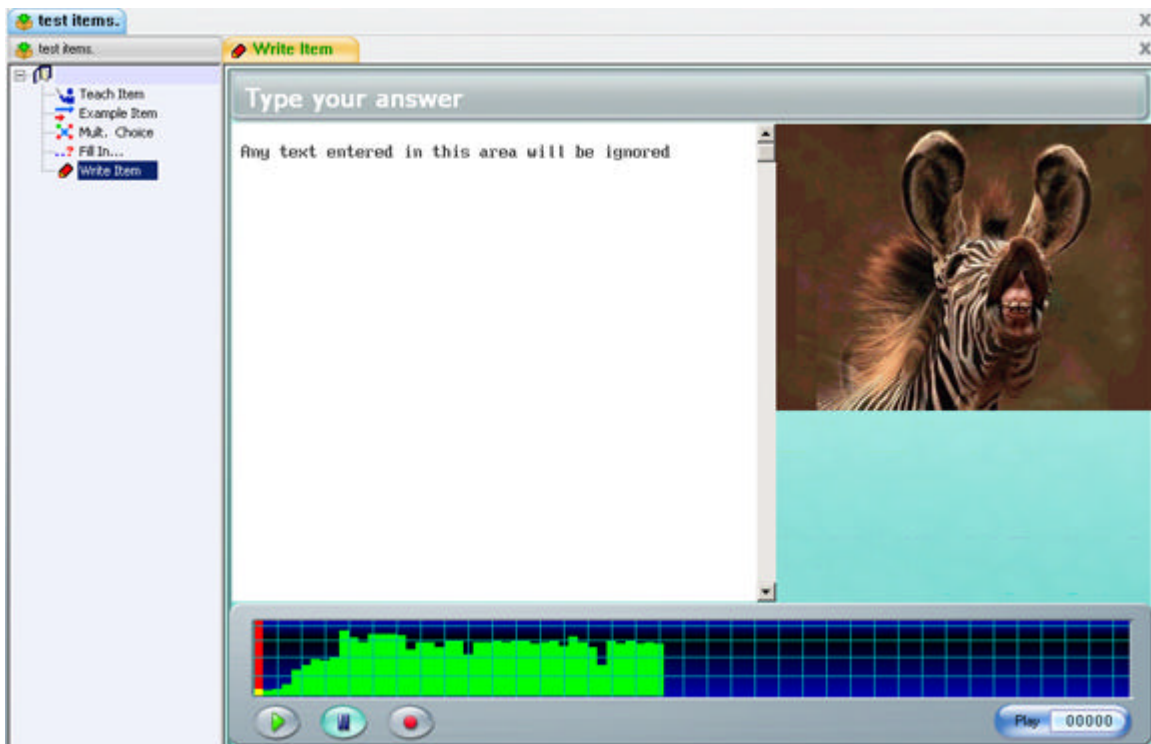 test items.
test items.
Write Item
Teach Item
Example Item
Mult. Choice
..? Fill In...
Write Item
Type your answer
Any text entered in this area will be ignored
Play 00000